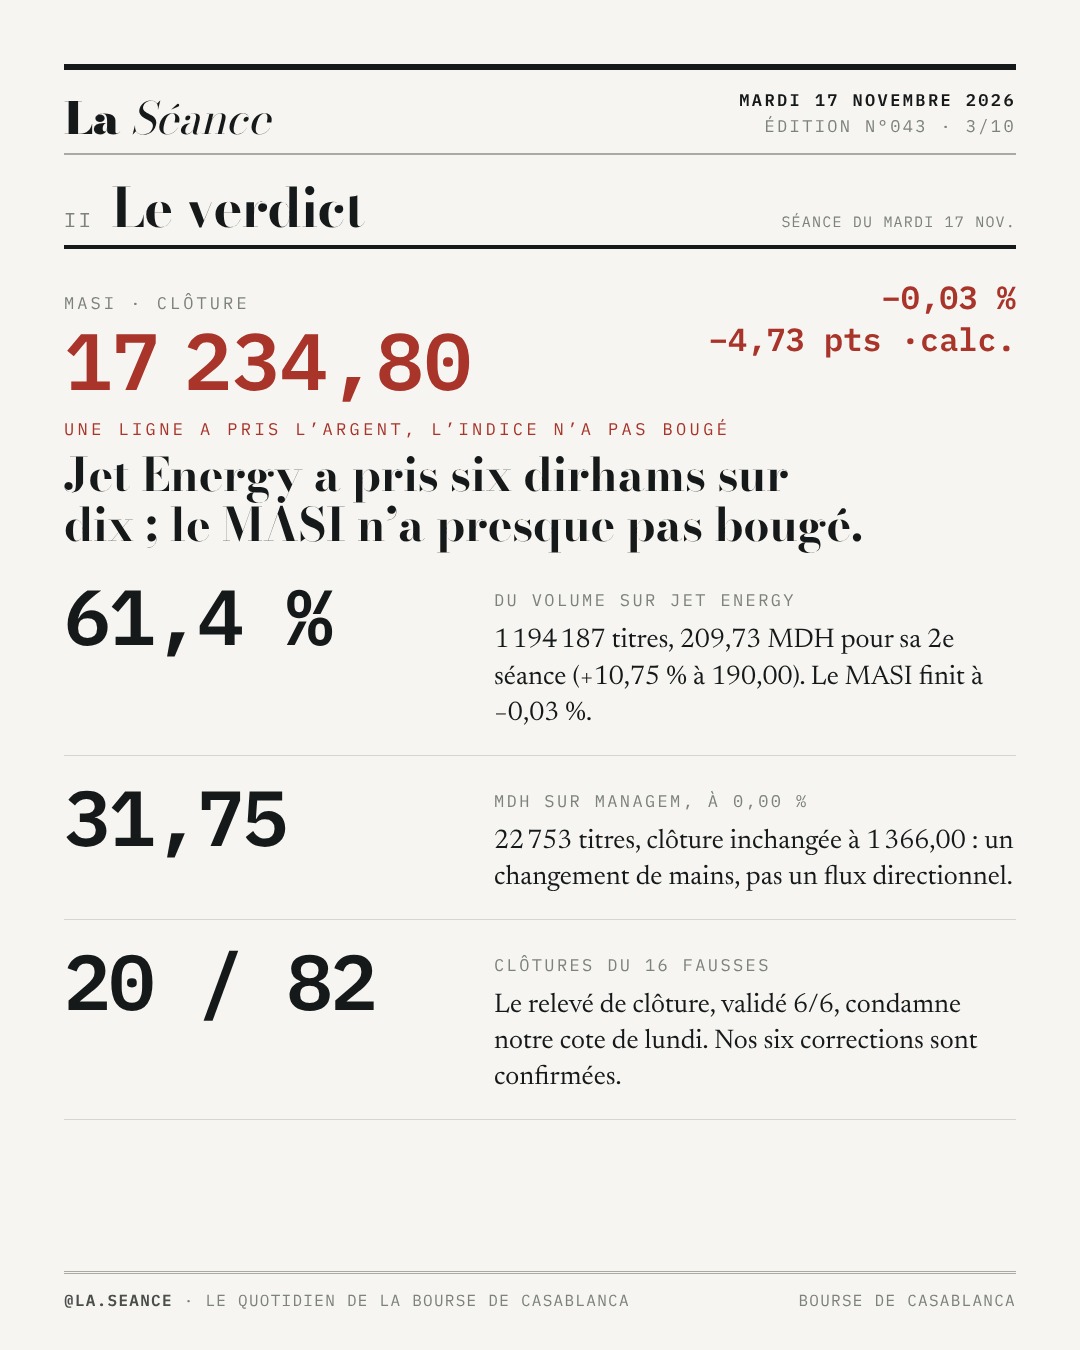 La Séance
MARDI 17 NOVEMBRE 2026
ÉDITION N°043 · 3/10
II Le verdict
SÉANCE DU MARDI 17 NOV.
MASI · CLÔTURE
17 234,80
−0,03 %
−4,73 pts ·calc.
UNE LIGNE A PRIS L’ARGENT, L’INDICE N’A PAS BOUGÉ
Jet Energy a pris six dirhams sur
dix ; le MASI n’a presque pas bougé.
61,4 %
DU VOLUME SUR JET ENERGY
1 194 187 titres, 209,73 MDH pour sa 2e
séance (+10,75 % à 190,00). Le MASI finit à
−0,03 %.
31,75
MDH SUR MANAGEM, À 0,00 %
22 753 titres, clôture inchangée à 1 366,00 : un
changement de mains, pas un flux directionnel.
20 / 82
CLÔTURES DU 16 FAUSSES
Le relevé de clôture, validé 6/6, condamne
notre cote de lundi. Nos six corrections sont
confirmées.
@LA.SEANCE · LE QUOTIDIEN DE LA BOURSE DE CASABLANCA
BOURSE DE CASABLANCA